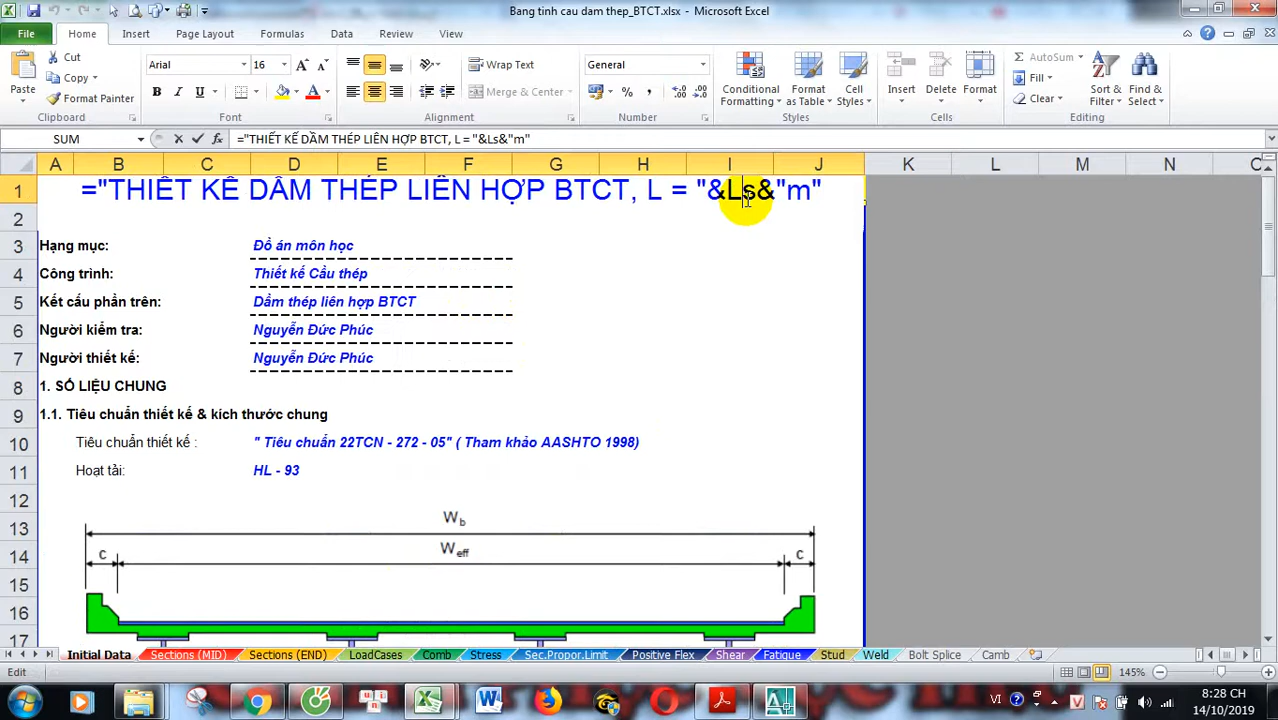 Bang tinh cau dam thep_BTCT.xlsx - Microsoft Excel
File Home Insert Page Layout Formulas Data Review View
Cut
Copy
Format Painter
Paste
Clipboard
Arial 16
Font
Wrap Text
Merge & Center
Alignment
General
Number
Conditional Formatting
Format as Table
Cell Styles
Styles
Insert Delete Format
Cells
AutoSum
Fill
Clear
Sort & Filter
Find & Select
Editing
SUM
="THIẾT KẾ DẦM THÉP LIÊN HỢP BTCT, L = "&Ls&"m"
A B C D E F G H I J K L M N
1 ="THIẾT KẾ DẦM THÉP LIÊN HỢP BTCT, L = "&Ls&"m"
2
3 Hạng mục: Đồ án môn học
4 Công trình: Thiết kế Cầu thép
5 Kết cấu phần trên: Dầm thép liên hợp BTCT
6 Người kiểm tra: Nguyễn Đức Phúc
7 Người thiết kế: Nguyễn Đức Phúc
8 1. SỐ LIỆU CHUNG
9 1.1. Tiêu chuẩn thiết kế & kích thước chung
10 Tiêu chuẩn thiết kế : " Tiêu chuẩn 22TCN - 272 - 05" ( Tham khảo AASHTO 1998)
11 Hoạt tải: HL - 93
12
13 Wb
14 c Weff c
15
16
17
Initial Data Sections (MID) Sections (END) LoadCases Comb Stress Sec.Propor.Limit Positive Flex Shear Fatigue Stud Weld Bolt Splice Camb
Edit 145%
VI 8:28 CH
14/10/2019